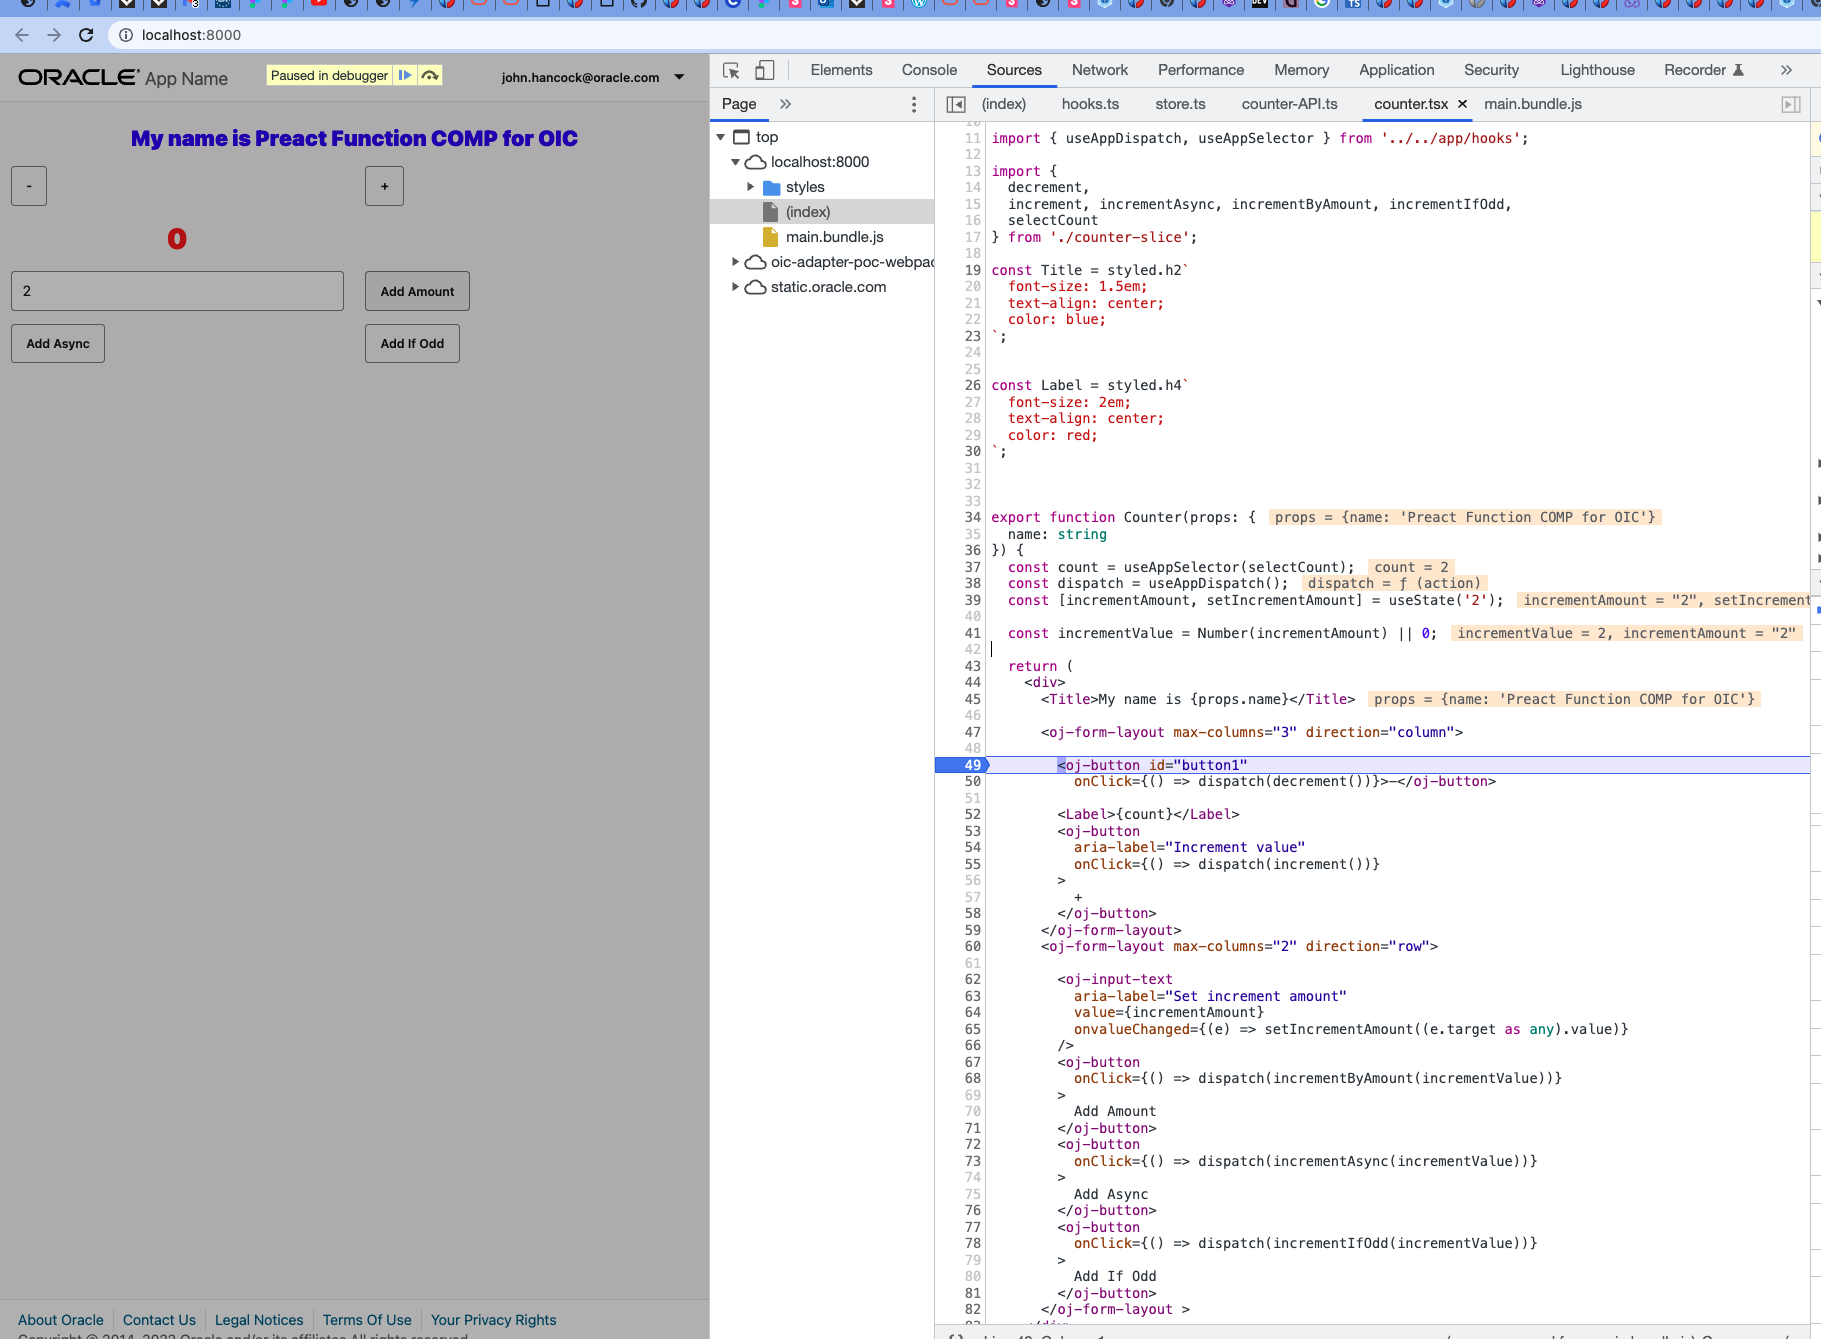 localhost:8000
ORACLE App Name
Paused in debugger
john.hancock@oracle.com
My name is Preact Function COMP for OIC
-
+
0
2
Add Amount
Add Async
Add If Odd
About Oracle
Contact Us
Legal Notices
Terms Of Use
Your Privacy Rights
Elements
Console
Sources
Network
Performance
Memory
Application
Security
Lighthouse
Recorder
Page
(index)
hooks.ts
store.ts
counter-API.ts
counter.tsx
main.bundle.js
top
localhost:8000
styles
(index)
main.bundle.js
oic-adapter-poc-webpac
static.oracle.com
11 import { useAppDispatch, useAppSelector } from '../../app/hooks';
12
13 import {
14 decrement,
15 increment, incrementAsync, incrementByAmount, incrementIfOdd,
16 selectCount
17 } from './counter-slice';
18
19 const Title = styled.h2`
20 font-size: 1.5em;
21 text-align: center;
22 color: blue;
23 `;
24
25
26 const Label = styled.h4`
27 font-size: 2em;
28 text-align: center;
29 color: red;
30 `;
31
32
33
34 export function Counter(props: { props = {name: 'Preact Function COMP for OIC'}
35 name: string
36 }) {
37 const count = useAppSelector(selectCount); count = 2
38 const dispatch = useAppDispatch(); dispatch = ƒ (action)
39 const [incrementAmount, setIncrementAmount] = useState('2'); incrementAmount = "2", setIncrement
40
41 const incrementValue = Number(incrementAmount) || 0; incrementValue = 2, incrementAmount = "2"
42
43 return (
44 <div>
45 <Title>My name is {props.name}</Title> props = {name: 'Preact Function COMP for OIC'}
46
47 <oj-form-layout max-columns="3" direction="column">
48
49 <oj-button id="button1"
50 onClick={() => dispatch(decrement())}>-</oj-button>
51
52 <Label>{count}</Label>
53 <oj-button
54 aria-label="Increment value"
55 onClick={() => dispatch(increment())}
56 >
57 +
58 </oj-button>
59 </oj-form-layout>
60 <oj-form-layout max-columns="2" direction="row">
61
62 <oj-input-text
63 aria-label="Set increment amount"
64 value={incrementAmount}
65 onvalueChanged={(e) => setIncrementAmount((e.target as any).value)}
66 />
67 <oj-button
68 onClick={() => dispatch(incrementByAmount(incrementValue))}
69 >
70 Add Amount
71 </oj-button>
72 <oj-button
73 onClick={() => dispatch(incrementAsync(incrementValue))}
74 >
75 Add Async
76 </oj-button>
77 <oj-button
78 onClick={() => dispatch(incrementIfOdd(incrementValue))}
79 >
80 Add If Odd
81 </oj-button>
82 </oj-form-layout >